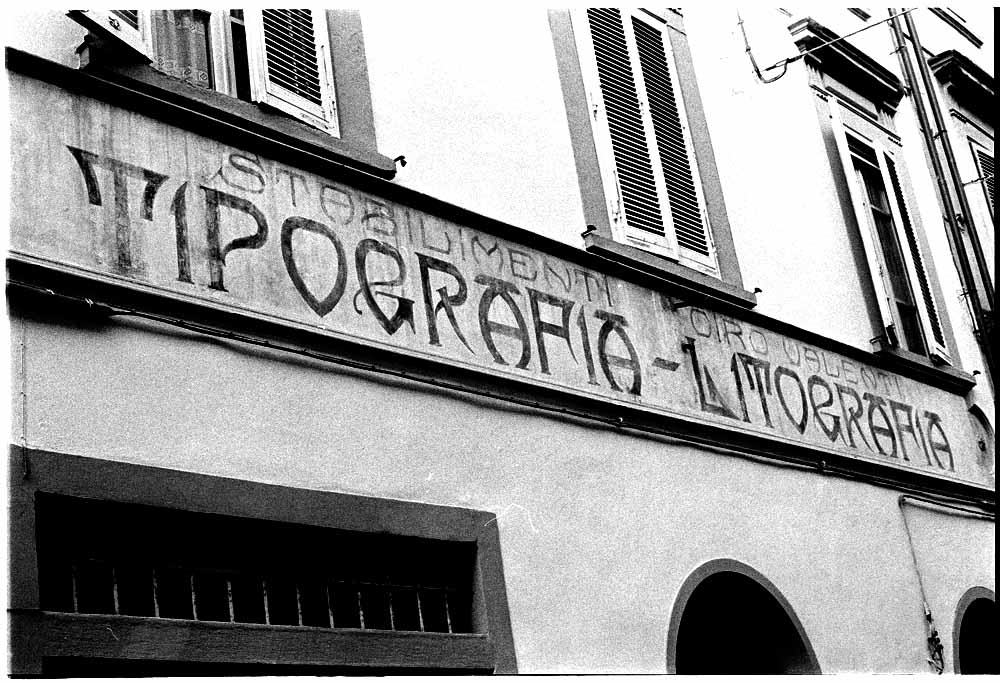 STABILIMENTI CIRO VALENTI
TIPOGRAFIA - LITOGRAFIA